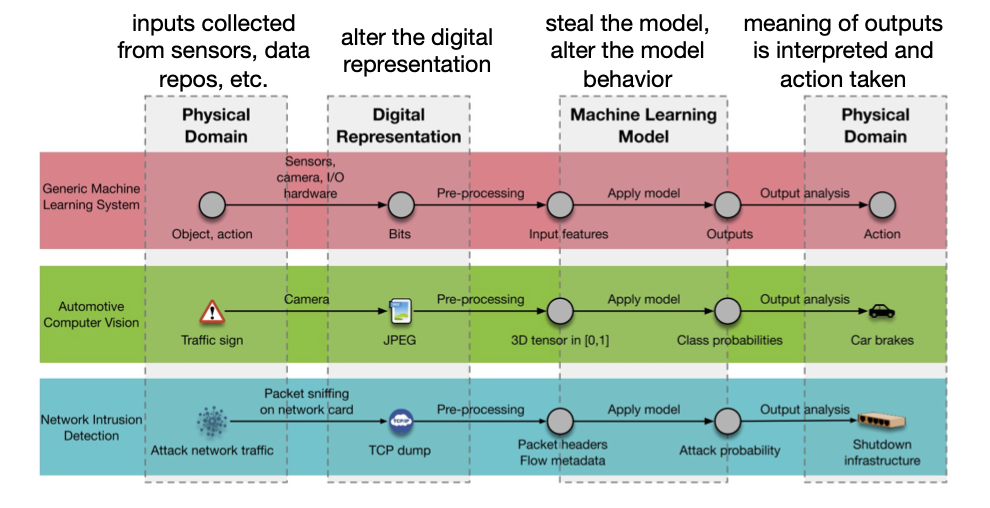 inputs collected
from sensors, data
repos, etc.
alter the digital
representation
steal the model,
alter the model
behavior
meaning of outputs
is interpreted and
action taken
Physical
Domain
Digital
Representation
Machine Learning
Model
Physical
Domain
Generic Machine
Learning System
Sensors,
camera, I/O
hardware
Pre-processing
Apply model
Output analysis
Object, action
Bits
Input features
Outputs
Action
Automotive
Computer Vision
Camera
Pre-processing
Apply model
Output analysis
Traffic sign
JPEG
3D tensor in [0,1]
Class probabilities
Car brakes
Network Intrusion
Detection
Packet sniffing
on network card
Pre-processing
Apply model
Output analysis
TCP-IP
Attack network traffic
TCP dump
Packet headers
Flow metadata
Attack probability
Shutdown
infrastructure